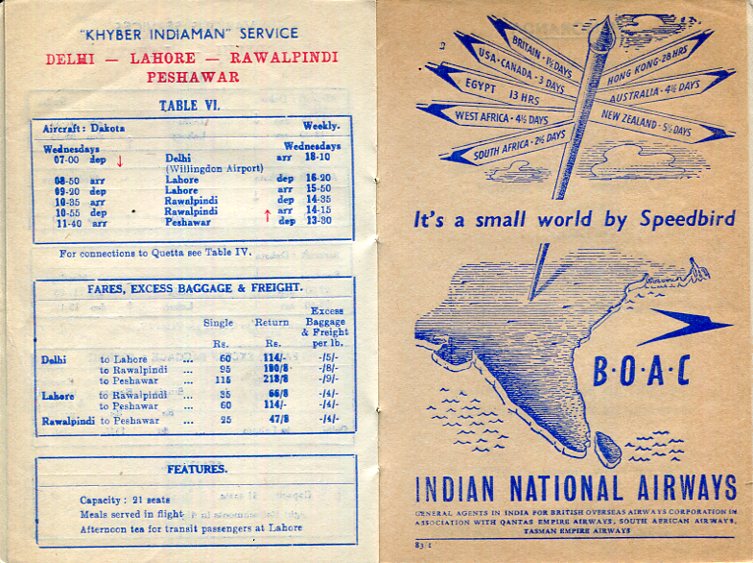 "KHYBER INDIAMAN" SERVICE
DELHI — LAHORE — RAWALPINDI
PESHAWAR
TABLE VI.
Aircraft: Dakota Weekly.
Wednesdays Wednesdays
07-00 dep ↓ Delhi arr 18-10
(Willingdon Airport)
08-50 arr Lahore dep 16-20
09-20 dep Lahore arr 15-50
10-35 arr Rawalpindi dep 14-35
10-55 dep Rawalpindi ↑ arr 14-15
11-40 arr Peshawar dep 13-30
For connections to Quetta see Table IV.
FARES, EXCESS BAGGAGE & FREIGHT.
Single Return Excess Baggage & Freight per lb.
Rs. Rs.
Delhi to Lahore ... 60 114/- -/5/-
to Rawalpindi ... 95 180/8 -/8/-
to Peshawar ... 115 218/8 -/9/-
Lahore to Rawalpindi ... 35 66/8 -/4/-
to Peshawar ... 60 114/- -/4/-
Rawalpindi to Peshawar ... 25 47/8 -/4/-
FEATURES.
Capacity: 21 seats
Meals served in flight
Afternoon tea for transit passengers at Lahore
BRITAIN · 1½ DAYS
USA · CANADA · 3 DAYS
EGYPT 13 HRS
WEST AFRICA · 4½ DAYS
SOUTH AFRICA · 2½ DAYS
HONG KONG · 28 HRS
AUSTRALIA · 4½ DAYS
NEW ZEALAND · 5½ DAYS
It's a small world by Speedbird
B·O·A·C
INDIAN NATIONAL AIRWAYS
GENERAL AGENTS IN INDIA FOR BRITISH OVERSEAS AIRWAYS CORPORATION IN
ASSOCIATION WITH QANTAS EMPIRE AIRWAYS, SOUTH AFRICAN AIRWAYS,
TASMAN EMPIRE AIRWAYS